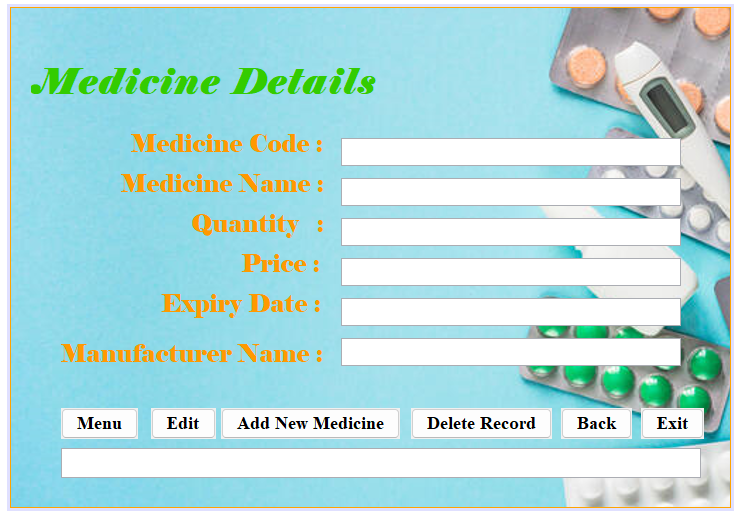 Medicine Details
Medicine Code :
Medicine Name :
Quantity :
Price :
Expiry Date :
Manufacturer Name :
Menu Edit Add New Medicine Delete Record Back Exit